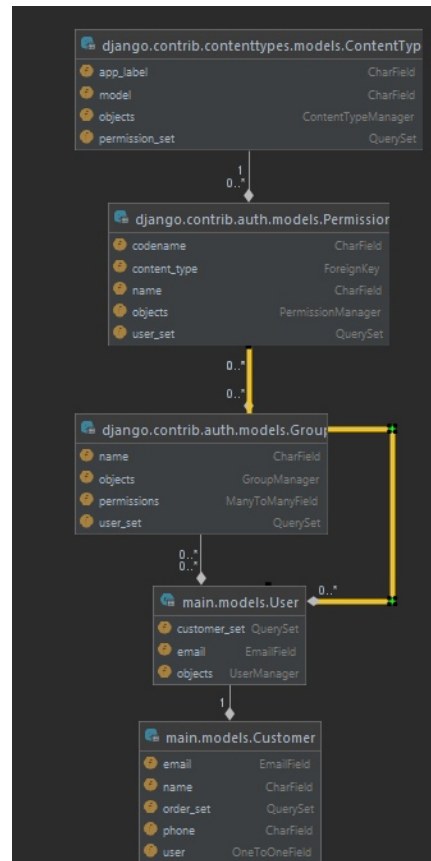 django.contrib.contenttypes.models.ContentTyp
app_label CharField
model CharField
objects ContentTypeManager
permission_set QuerySet
1
0..*
django.contrib.auth.models.Permission
codename CharField
content_type ForeignKey
name CharField
objects PermissionManager
user_set QuerySet
0..*
0..*
django.contrib.auth.models.Group
name CharField
objects GroupManager
permissions ManyToManyField
user_set QuerySet
0..*
0..*
0..*
main.models.User
customer_set QuerySet
email EmailField
objects UserManager
1
main.models.Customer
email EmailField
name CharField
order_set QuerySet
phone CharField
user OneToOneField